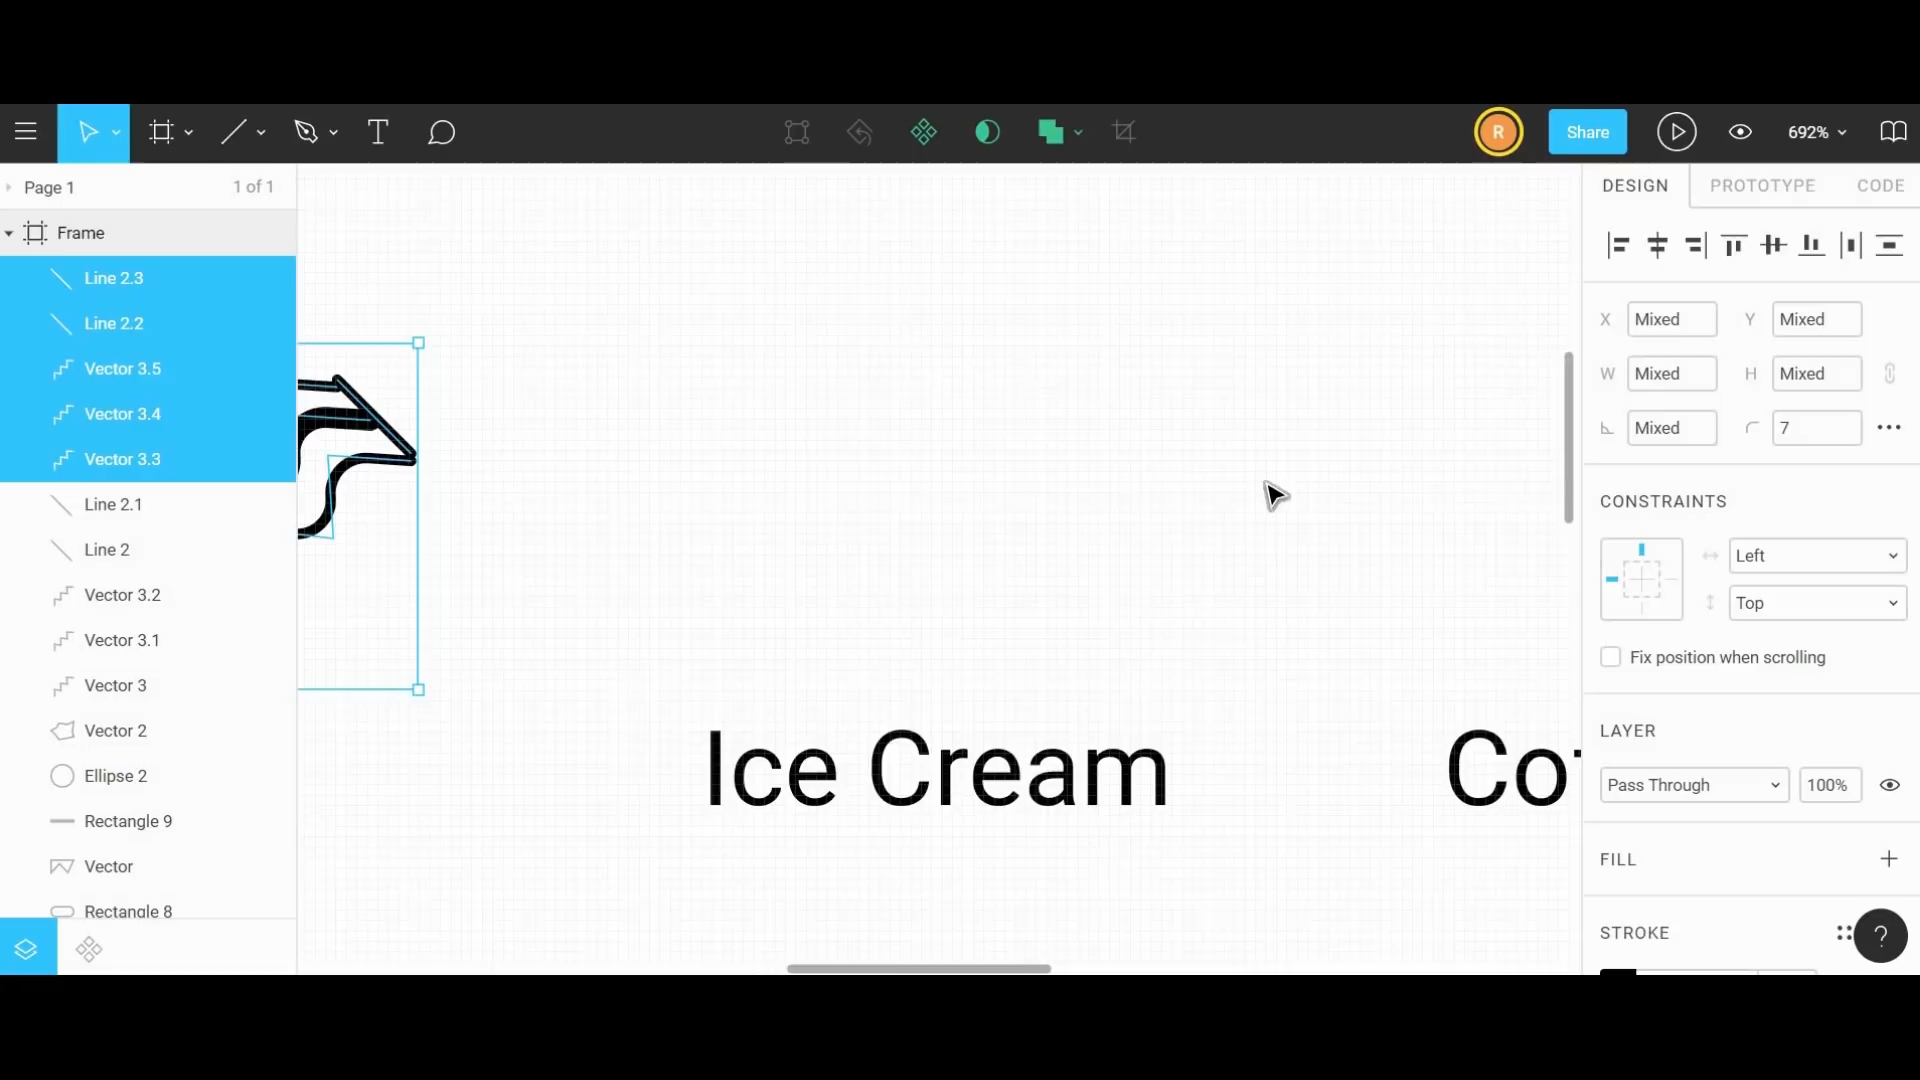 R
Share
692%
Page 1
1 of 1
Frame
Line 2.3
Line 2.2
Vector 3.5
Vector 3.4
Vector 3.3
Line 2.1
Line 2
Vector 3.2
Vector 3.1
Vector 3
Vector 2
Ellipse 2
Rectangle 9
Vector
Rectangle 8
Ice Cream
Cof
DESIGN
PROTOTYPE
CODE
X Mixed Y Mixed
W Mixed H Mixed
Mixed 7
CONSTRAINTS
Left
Top
Fix position when scrolling
LAYER
Pass Through 100%
FILL
STROKE
?